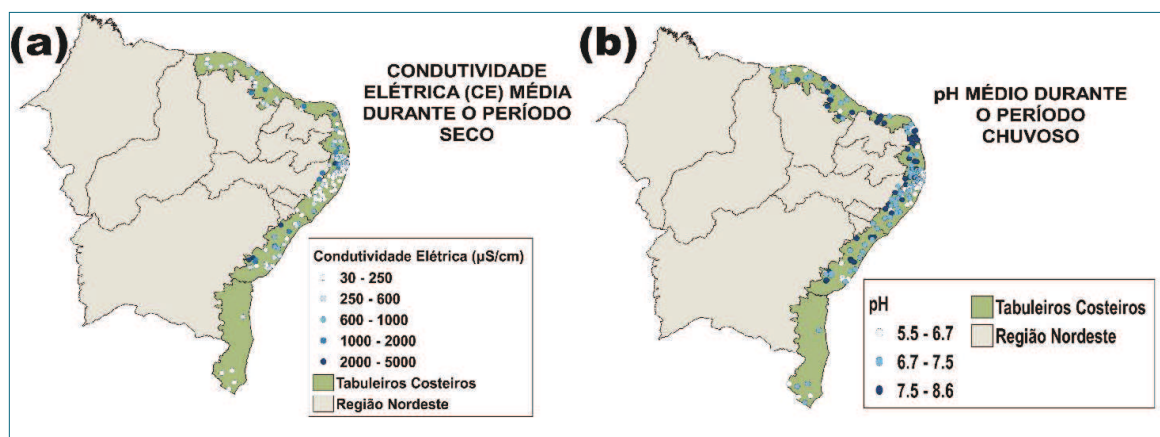 (a)
CONDUTIVIDADE
ELÉTRICA (CE) MÉDIA
DURANTE O PERÍODO
SECO
Condutividade Elétrica (µS/cm)
30 - 250
250 - 600
600 - 1000
1000 - 2000
2000 - 5000
Tabuleiros Costeiros
Região Nordeste
(b)
pH MÉDIO DURANTE
O PERÍODO
CHUVOSO
pH
5.5 - 6.7
6.7 - 7.5
7.5 - 8.6
Tabuleiros Costeiros
Região Nordeste